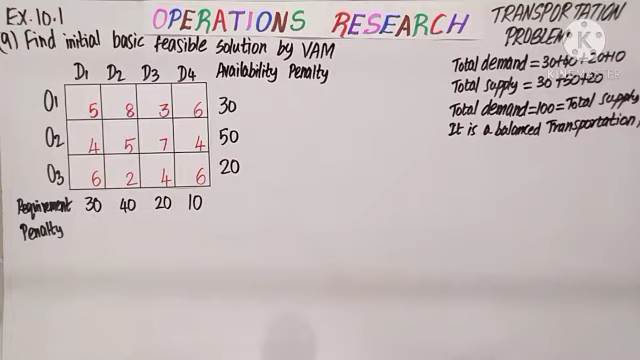 EX.10.1
OPERATIONS RESEARCH
TRANSPORTATION
PROBLEM
(9) Find initial basic feasible solution by VAM
D1 D2 D3 D4 Availability Penalty
O1 5 8 3 6 30
O2 4 5 7 4 50
O3 6 2 4 6 20
Requirement 30 40 20 10
Penalty
Total demand = 30+40+20+10
Total supply = 30+50+20
Total demand=100=Total supply
It is a balanced Transportation
KINEMASTER